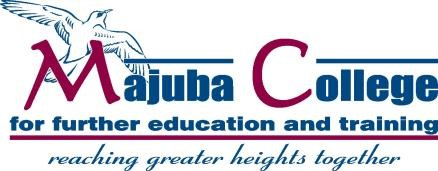 Majuba College
for further education and training
reaching greater heights together